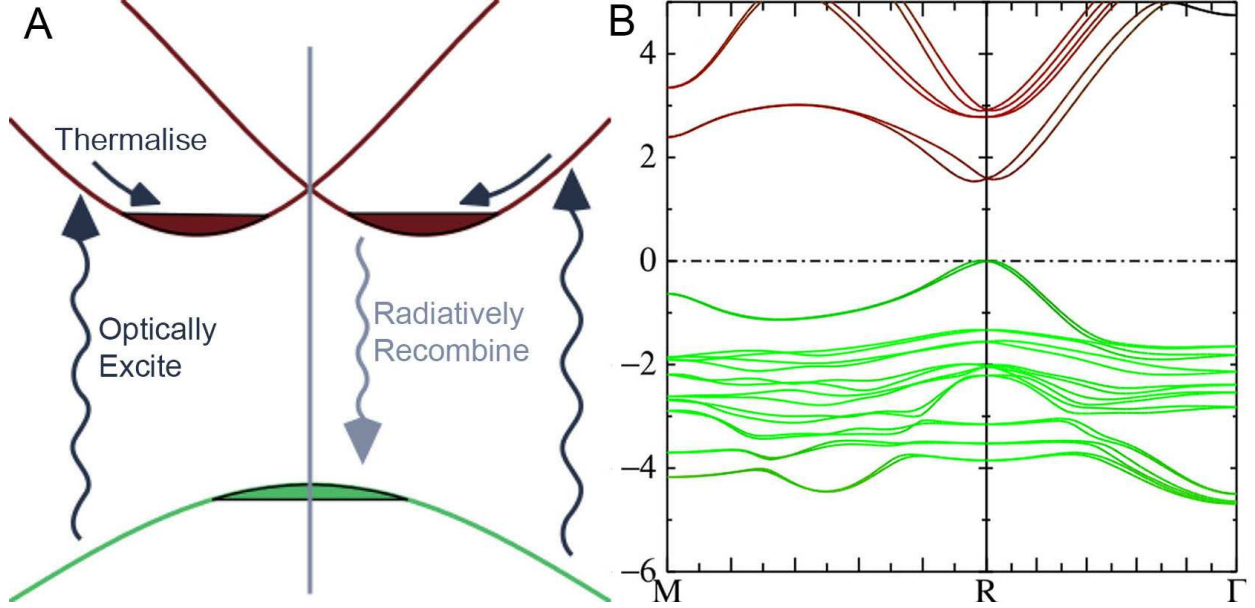 A
B
Thermalise
Optically
Excite
Radiatively
Recombine
4
2
0
−2
−4
−6
M
R
Γ